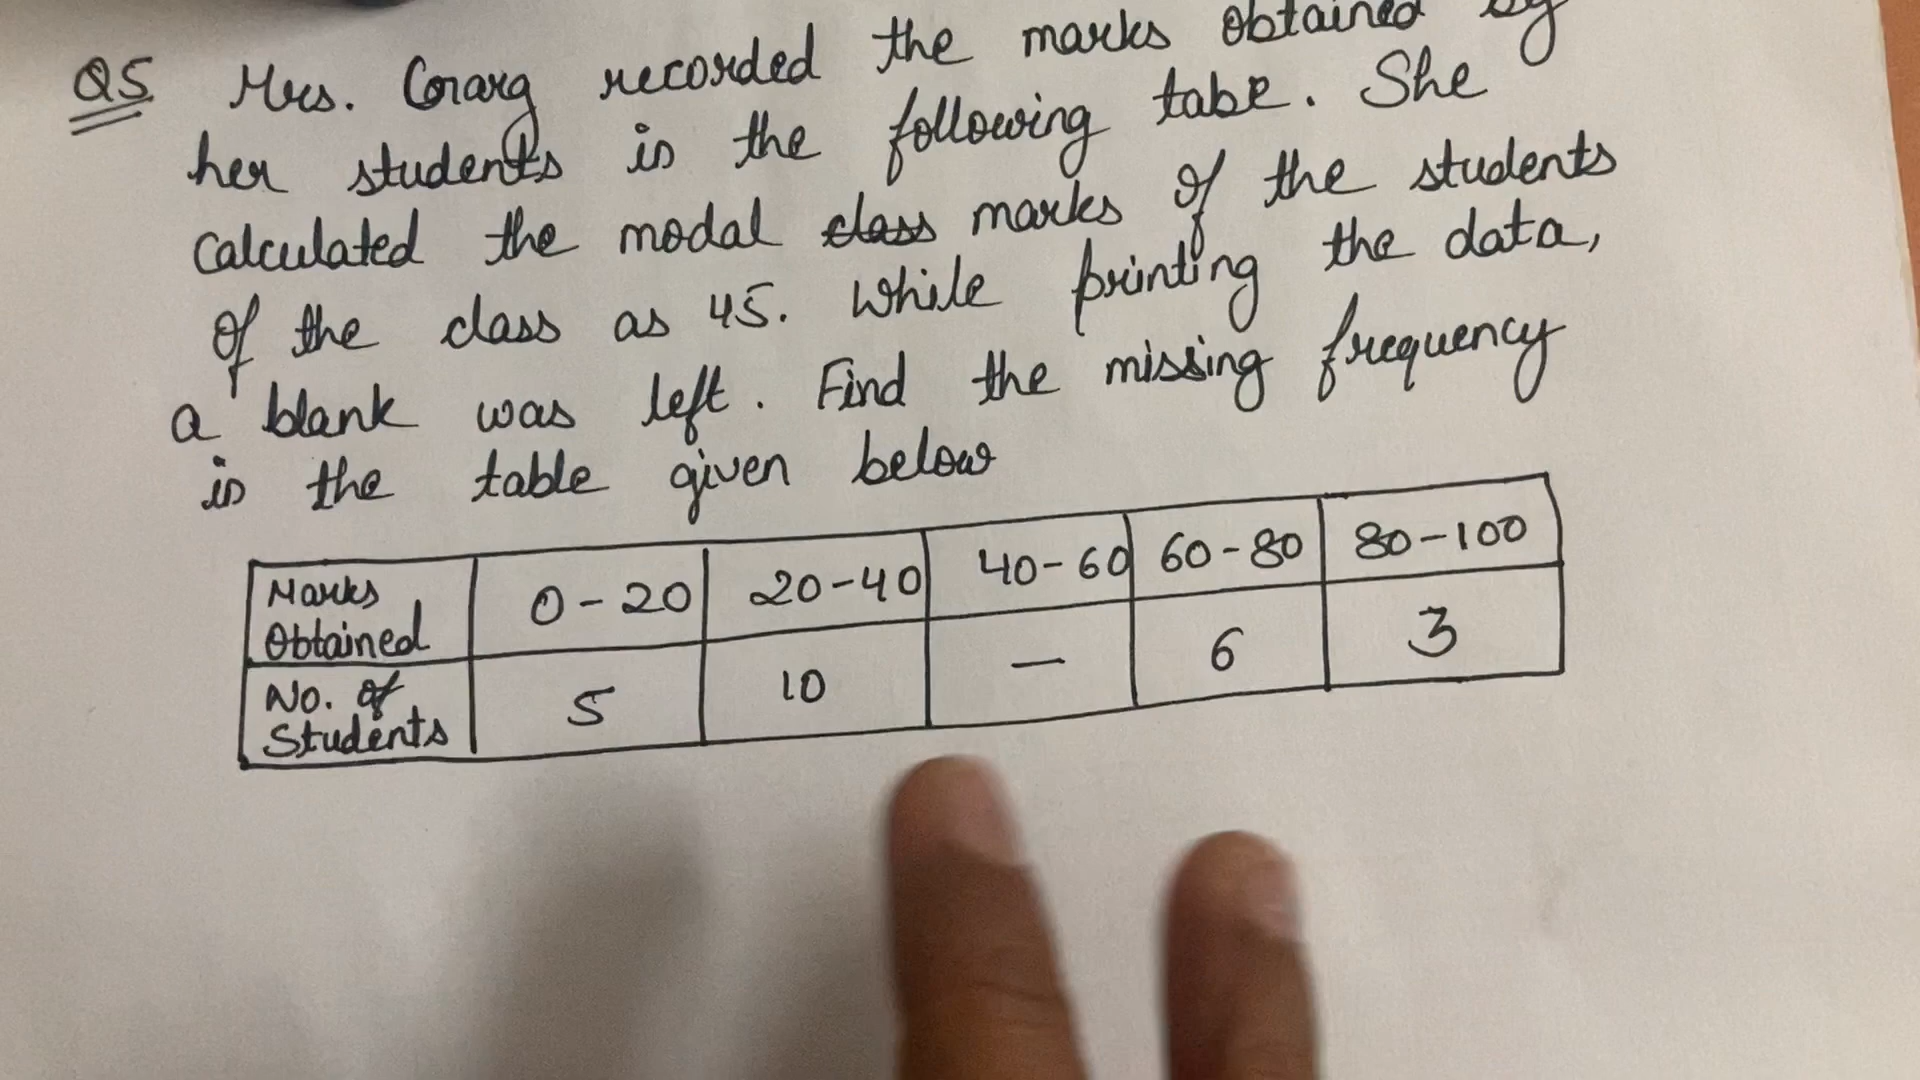 Q5 Mrs. Garg recorded the marks obtained by
her students in the following table. She
calculated the modal class marks of the students
of the class as 45. While printing the data,
a blank was left. Find the missing frequency
in the table given below
Marks Obtained 0-20 20-40 40-60 60-80 80-100
No. of Students 5 10 — 6 3